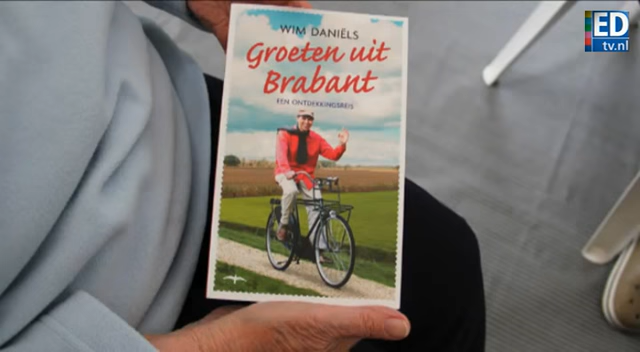 WIM DANIËLS
Groeten uit
Brabant
EEN ONTDEKKINGSREIS
ED
tv.nl